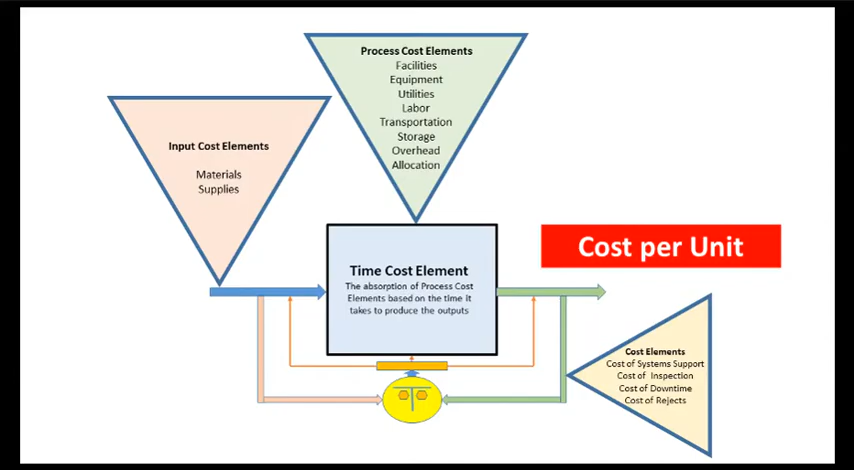 Process Cost Elements
Facilities
Equipment
Utilities
Labor
Transportation
Storage
Overhead
Allocation
Input Cost Elements
Materials
Supplies
Cost per Unit
Time Cost Element
The absorption of Process Cost
Elements based on the time it
takes to produce the outputs
Cost Elements
Cost of Systems Support
Cost of Inspection
Cost of Downtime
Cost of Rejects